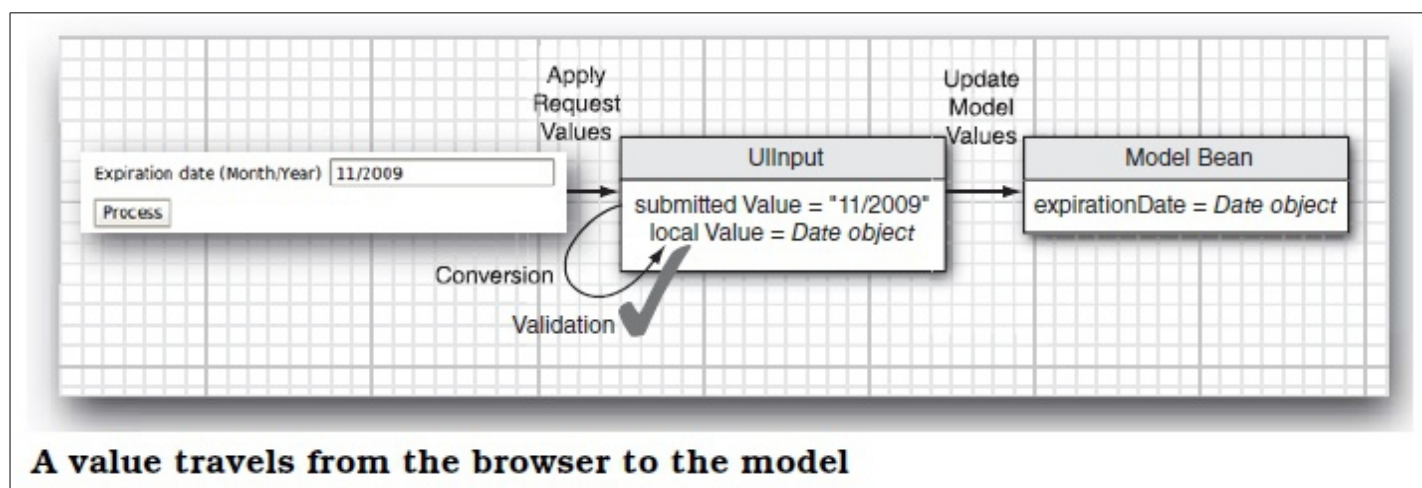 Apply
Request
Values
Update
Model
Values
Expiration date (Month/Year) 11/2009
Process
UIInput
submitted Value = "11/2009"
local Value = Date object
Model Bean
expirationDate = Date object
Conversion
Validation
A value travels from the browser to the model